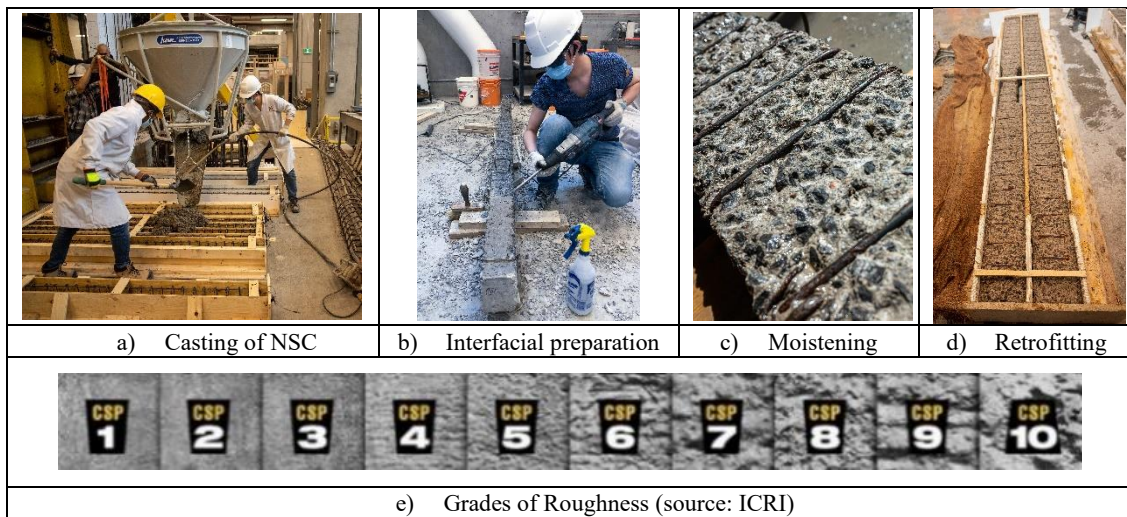 a) Casting of NSC
b) Interfacial preparation
c) Moistening
d) Retrofitting
CSP 1
CSP 2
CSP 3
CSP 4
CSP 5
CSP 6
CSP 7
CSP 8
CSP 9
CSP 10
e) Grades of Roughness (source: ICRI)